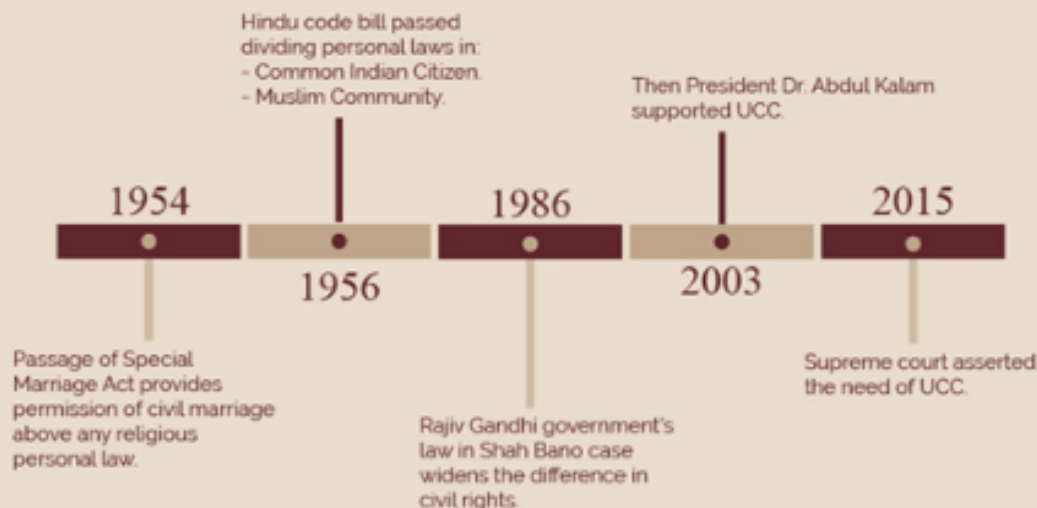 1954
Passage of Special
Marriage Act provides
permission of civil marriage
above any religious
personal law.
Hindu code bill passed
dividing personal laws in:
- Common Indian Citizen.
- Muslim Community.
1956
1986
Rajiv Gandhi government's
law in Shah Bano case
widens the difference in
civil rights.
Then President Dr. Abdul Kalam
supported UCC.
2003
2015
Supreme court asserted
the need of UCC.